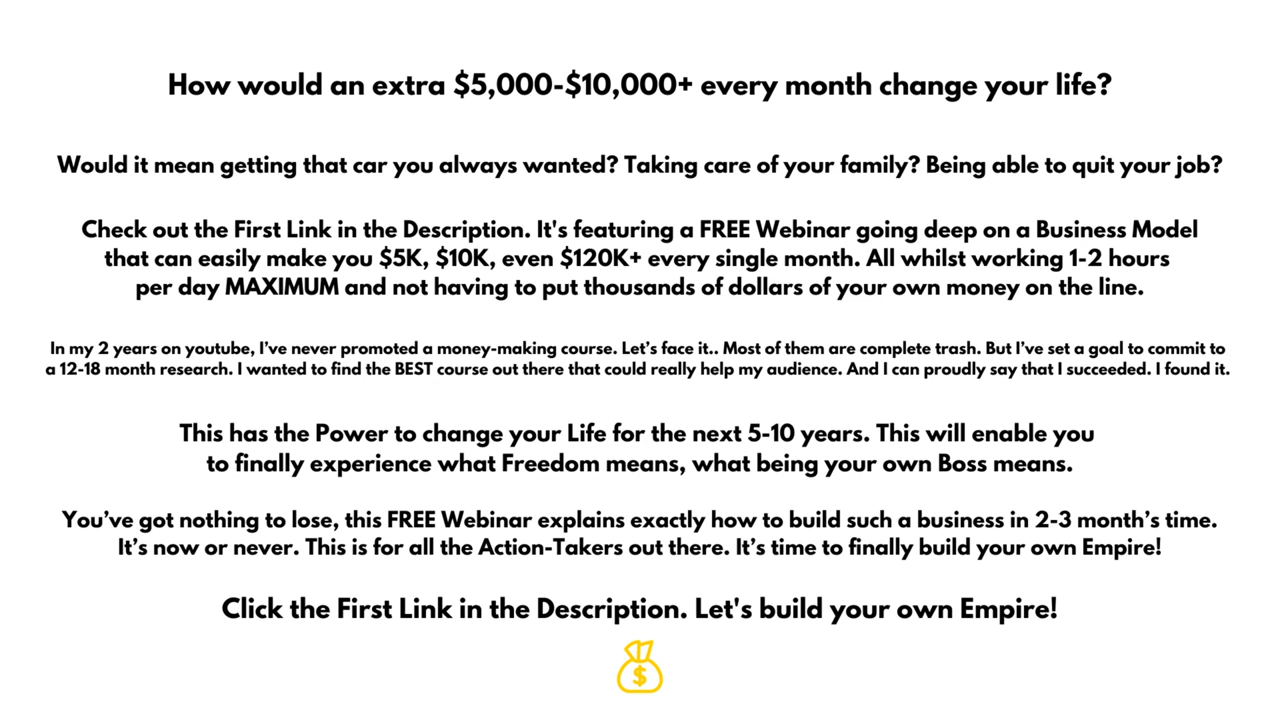 How would an extra $5,000-$10,000+ every month change your life?
Would it mean getting that car you always wanted? Taking care of your family? Being able to quit your job?
Check out the First Link in the Description. It's featuring a FREE Webinar going deep on a Business Model
that can easily make you $5K, $10K, even $120K+ every single month. All whilst working 1-2 hours
per day MAXIMUM and not having to put thousands of dollars of your own money on the line.
In my 2 years on youtube, I’ve never promoted a money-making course. Let’s face it.. Most of them are complete trash. But I’ve set a goal to commit to
a 12-18 month research. I wanted to find the BEST course out there that could really help my audience. And I can proudly say that I succeeded. I found it.
This has the Power to change your Life for the next 5-10 years. This will enable you
to finally experience what Freedom means, what being your own Boss means.
You’ve got nothing to lose, this FREE Webinar explains exactly how to build such a business in 2-3 month’s time.
It’s now or never. This is for all the Action-Takers out there. It’s time to finally build your own Empire!
Click the First Link in the Description. Let's build your own Empire!
$